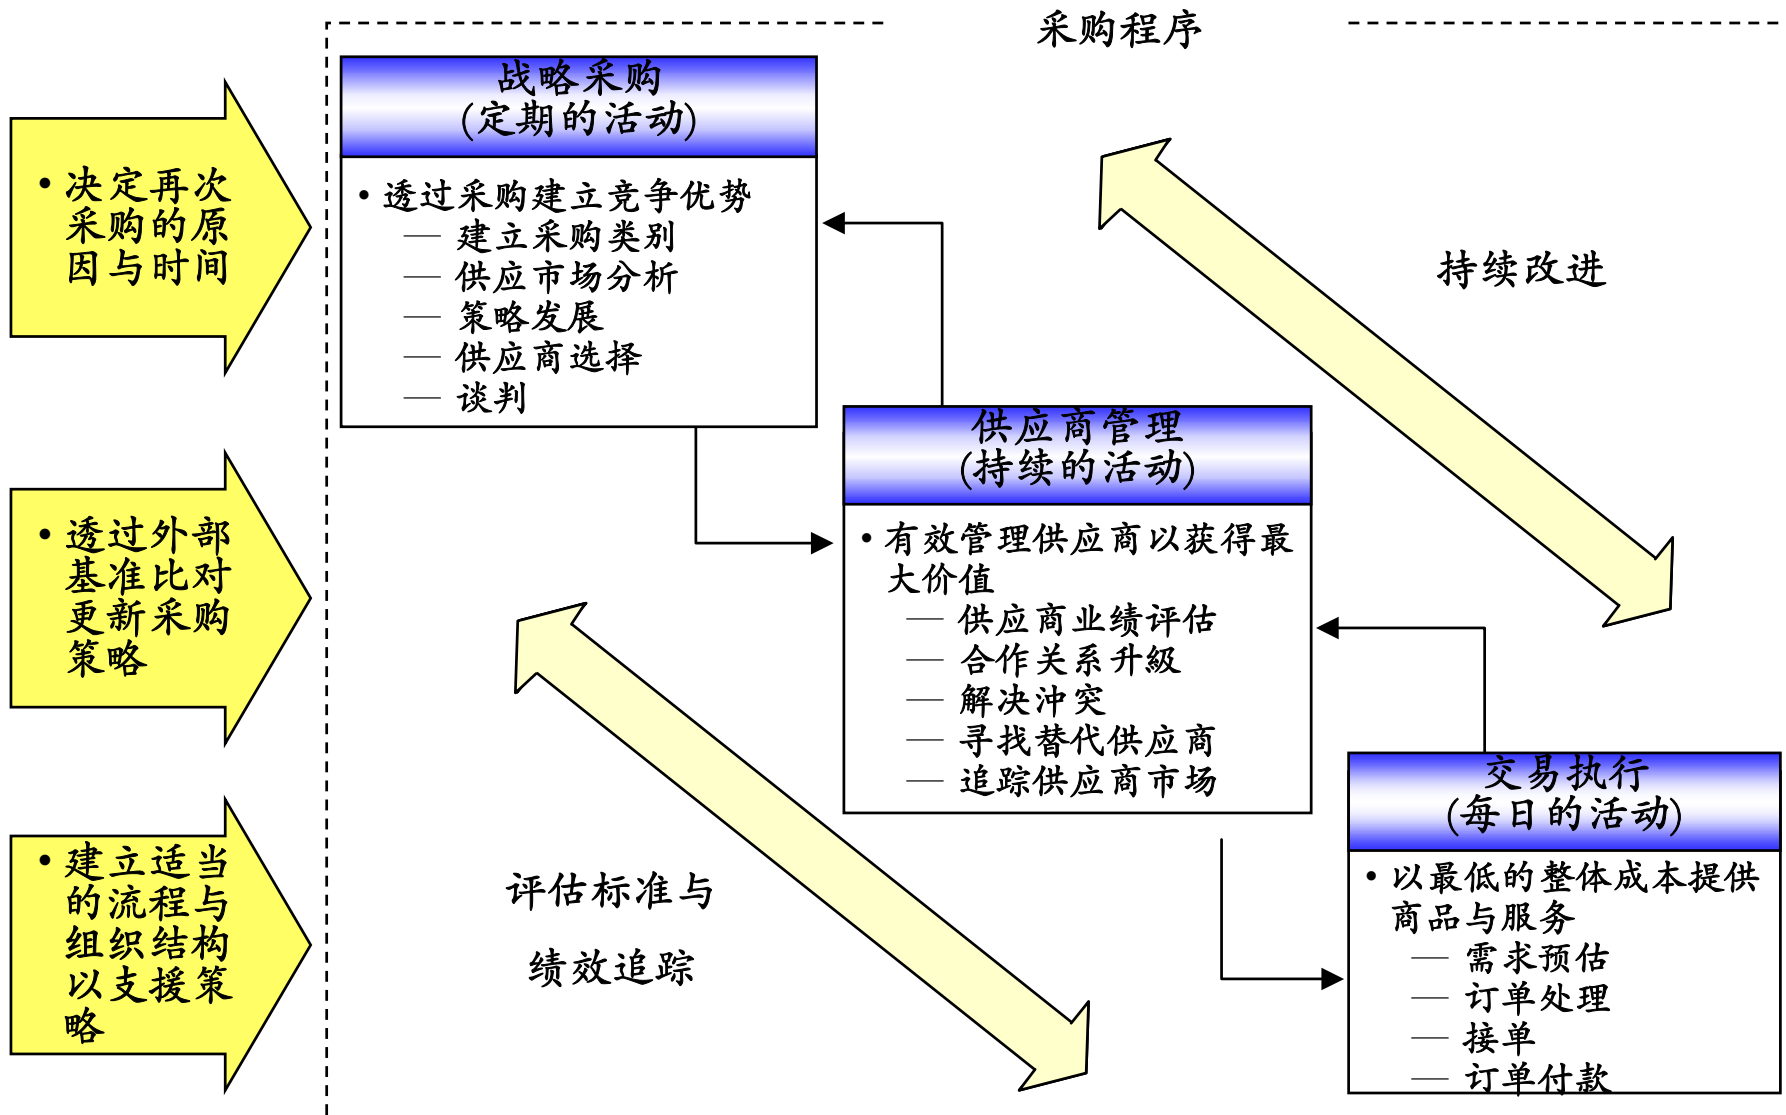 采购程序
战略采购
(定期的活动)
• 透过采购建立竞争优势
— 建立采购类别
— 供应市场分析
— 策略发展
— 供应商选择
— 谈判
• 决定再次
采购的原
因与时间
持续改进
供应商管理
(持续的活动)
• 有效管理供应商以获得最
大价值
— 供应商业绩评估
— 合作关系升級
— 解决沖突
— 寻找替代供应商
— 追踪供应商市场
• 透过外部
基准比对
更新采购
策略
交易执行
(每日的活动)
• 以最低的整体成本提供
商品与服务
— 需求预估
— 订单处理
— 接单
— 订单付款
• 建立适当
的流程与
组织结构
以支援策
略
评估标准与
绩效追踪